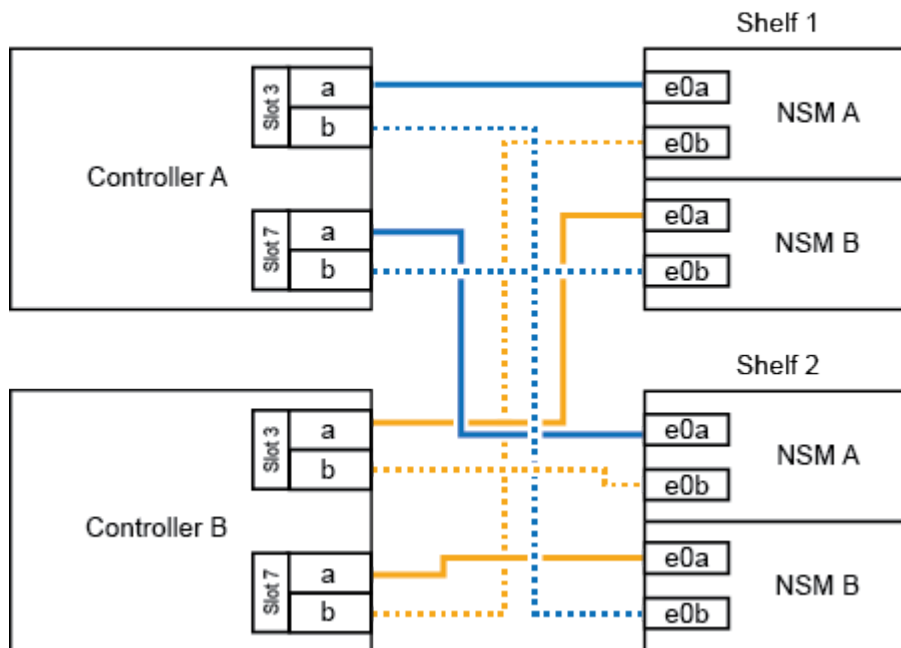 Shelf 1
Slot 3
a
b
Controller A
Slot 7
a
b
e0a
e0b
NSM A
e0a
e0b
NSM B
Shelf 2
Slot 3
a
b
Controller B
Slot 7
a
b
e0a
e0b
NSM A
e0a
e0b
NSM B